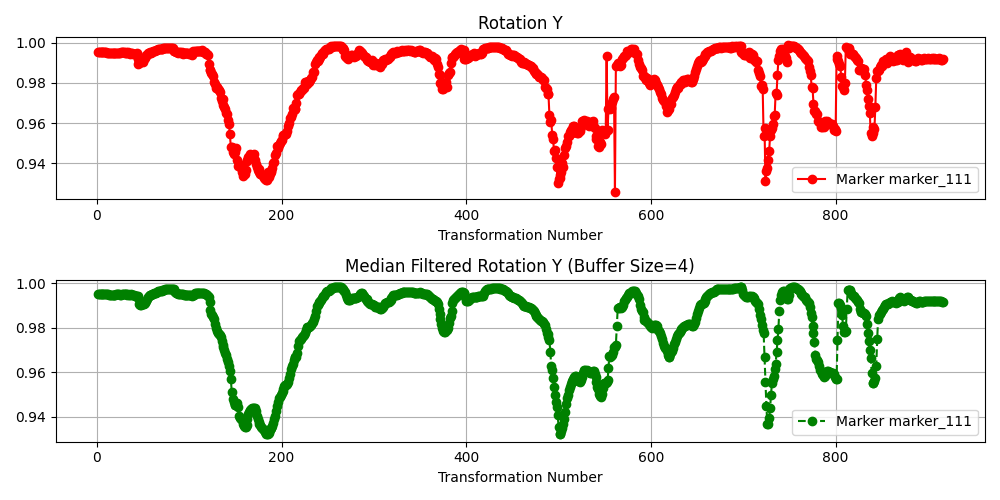 Rotation Y
1.00
0.98
0.96
0.94
Marker marker_111
0 200 400 600 800
Transformation Number
Median Filtered Rotation Y (Buffer Size=4)
1.00
0.98
0.96
0.94
Marker marker_111
0 200 400 600 800
Transformation Number